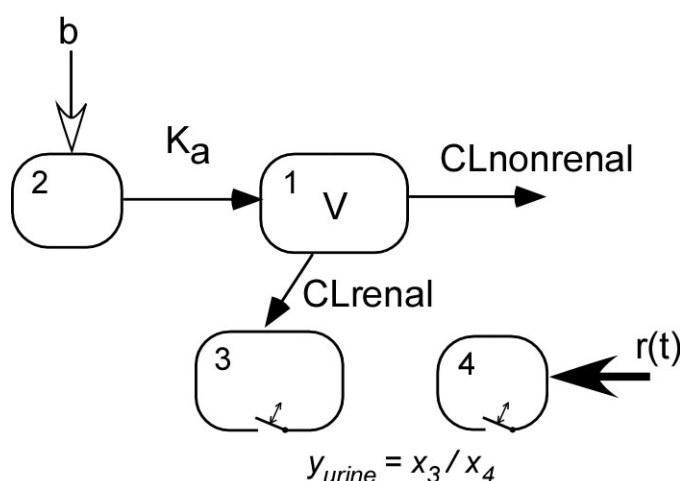 b
Ka
CLnonrenal
2
1
V
CLrenal
3
4
r(t)
yurine = x3 / x4